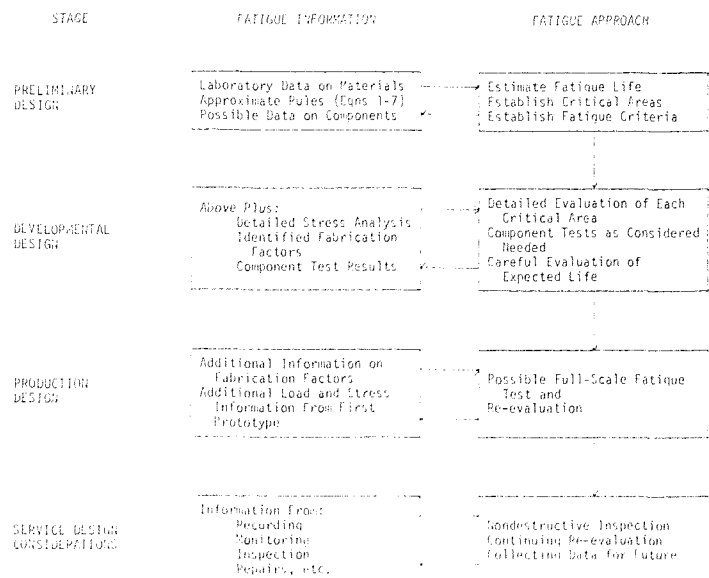 STAGE
FATIGUE INFORMATION
FATIGUE APPROACH
PRELIMINARY
DESIGN
Laboratory Data on Materials
Approximate Rules (Eqns 1-7)
Possible Data on Components
Estimate Fatigue Life
Establish Critical Areas
Establish Fatigue Criteria
DEVELOPMENTAL
DESIGN
Above Plus:
Detailed Stress Analysis
Identified Fabrication
Factors
Component Test Results
Detailed Evaluation of Each
Critical Area
Component Tests as Considered
Needed
Careful Evaluation of
Expected Life
PRODUCTION
DESIGN
Additional Information on
Fabrication Factors
Additional Load and Stress
Information From First
Prototype
Possible Full-Scale Fatigue
Test and
Re-evaluation
SERVICE DESIGN
CONSIDERATIONS
Information From:
Recording
Monitoring
Inspection
Repairs, etc.
Nondestructive Inspection
Continuing Re-evaluation
Collecting Data for Future